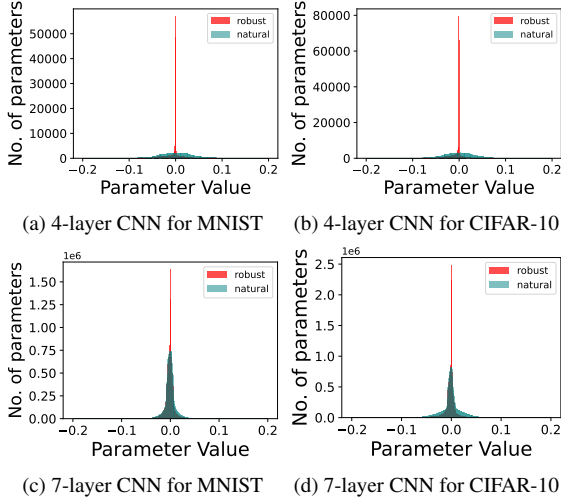 No. of parameters
50000
40000
30000
20000
10000
0
robust
natural
−0.2 −0.1 0.0 0.1 0.2
Parameter Value
(a) 4-layer CNN for MNIST
No. of parameters
80000
60000
40000
20000
0
robust
natural
−0.2 −0.1 0.0 0.1 0.2
Parameter Value
(b) 4-layer CNN for CIFAR-10
No. of parameters
1e6
1.50
1.25
1.00
0.75
0.50
0.25
0.00
robust
natural
−0.2 −0.1 0.0 0.1 0.2
Parameter Value
(c) 7-layer CNN for MNIST
No. of parameters
1e6
2.5
2.0
1.5
1.0
0.5
0.0
robust
natural
−0.2 −0.1 0.0 0.1 0.2
Parameter Value
(d) 7-layer CNN for CIFAR-10